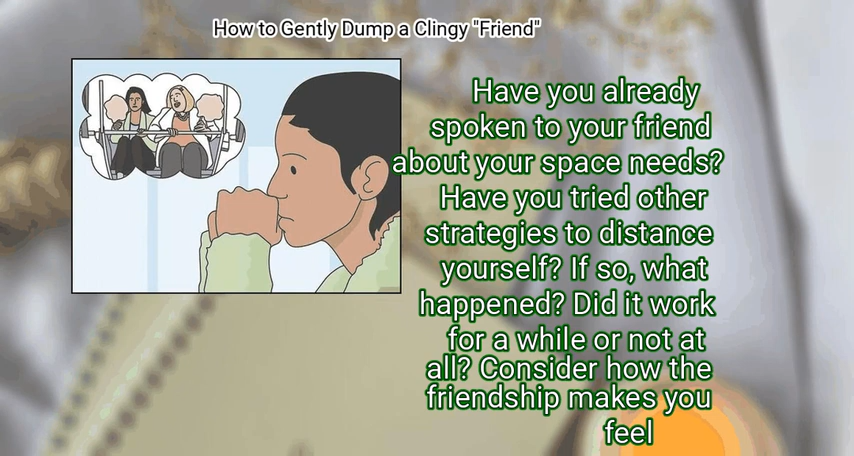 How to Gently Dump a Clingy "Friend"
Have you already
spoken to your friend
about your space needs?
Have you tried other
strategies to distance
yourself? If so, what
happened? Did it work
for a while or not at
all? Consider how the
friendship makes you
feel